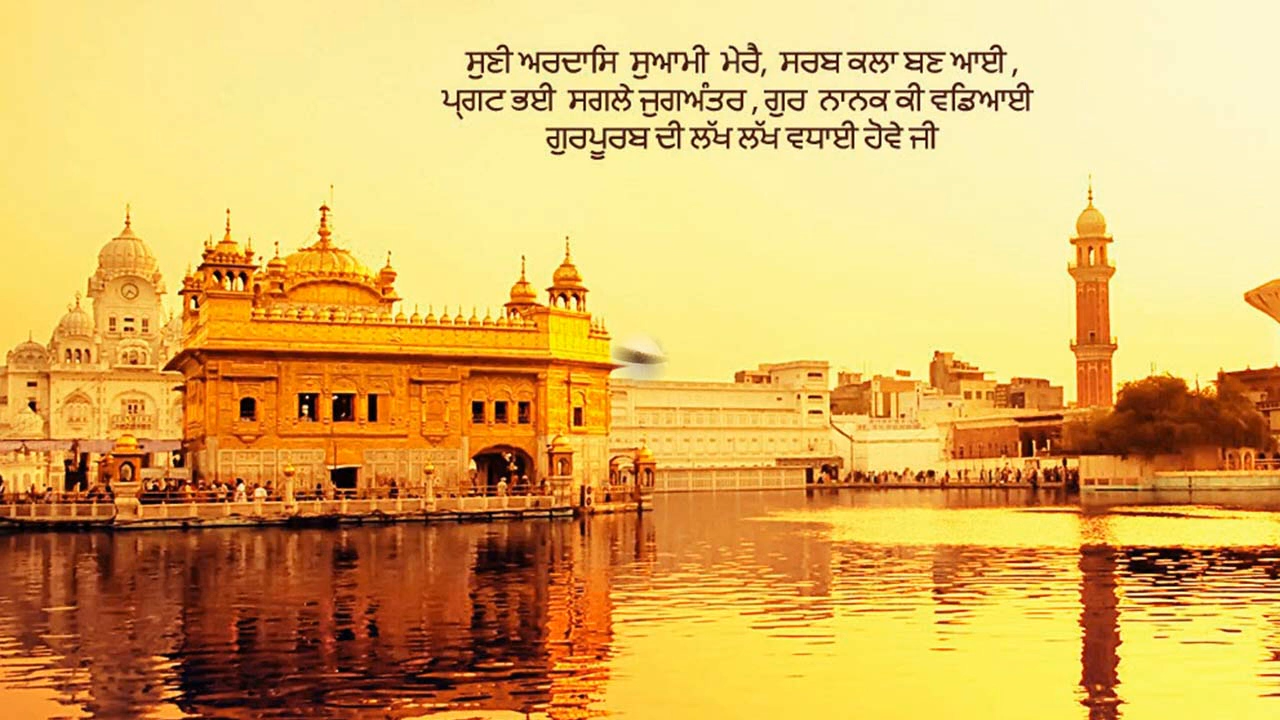 ਸੁਣੀ ਅਰਦਾਸਿ ਸੁਆਮੀ ਮੇਰੈ, ਸਰਬ ਕਲਾ ਬਣ ਆਈ ,
ਪ੍ਗਟ ਭਈ ਸਗਲੇ ਜੁਗਅੰਤਰ , ਗੁਰ ਨਾਨਕ ਕੀ ਵਡਿਆਈ
ਗੁਰਪੂਰਬ ਦੀ ਲੱਖ ਲੱਖ ਵਧਾਈ ਹੋਵੇ ਜੀ